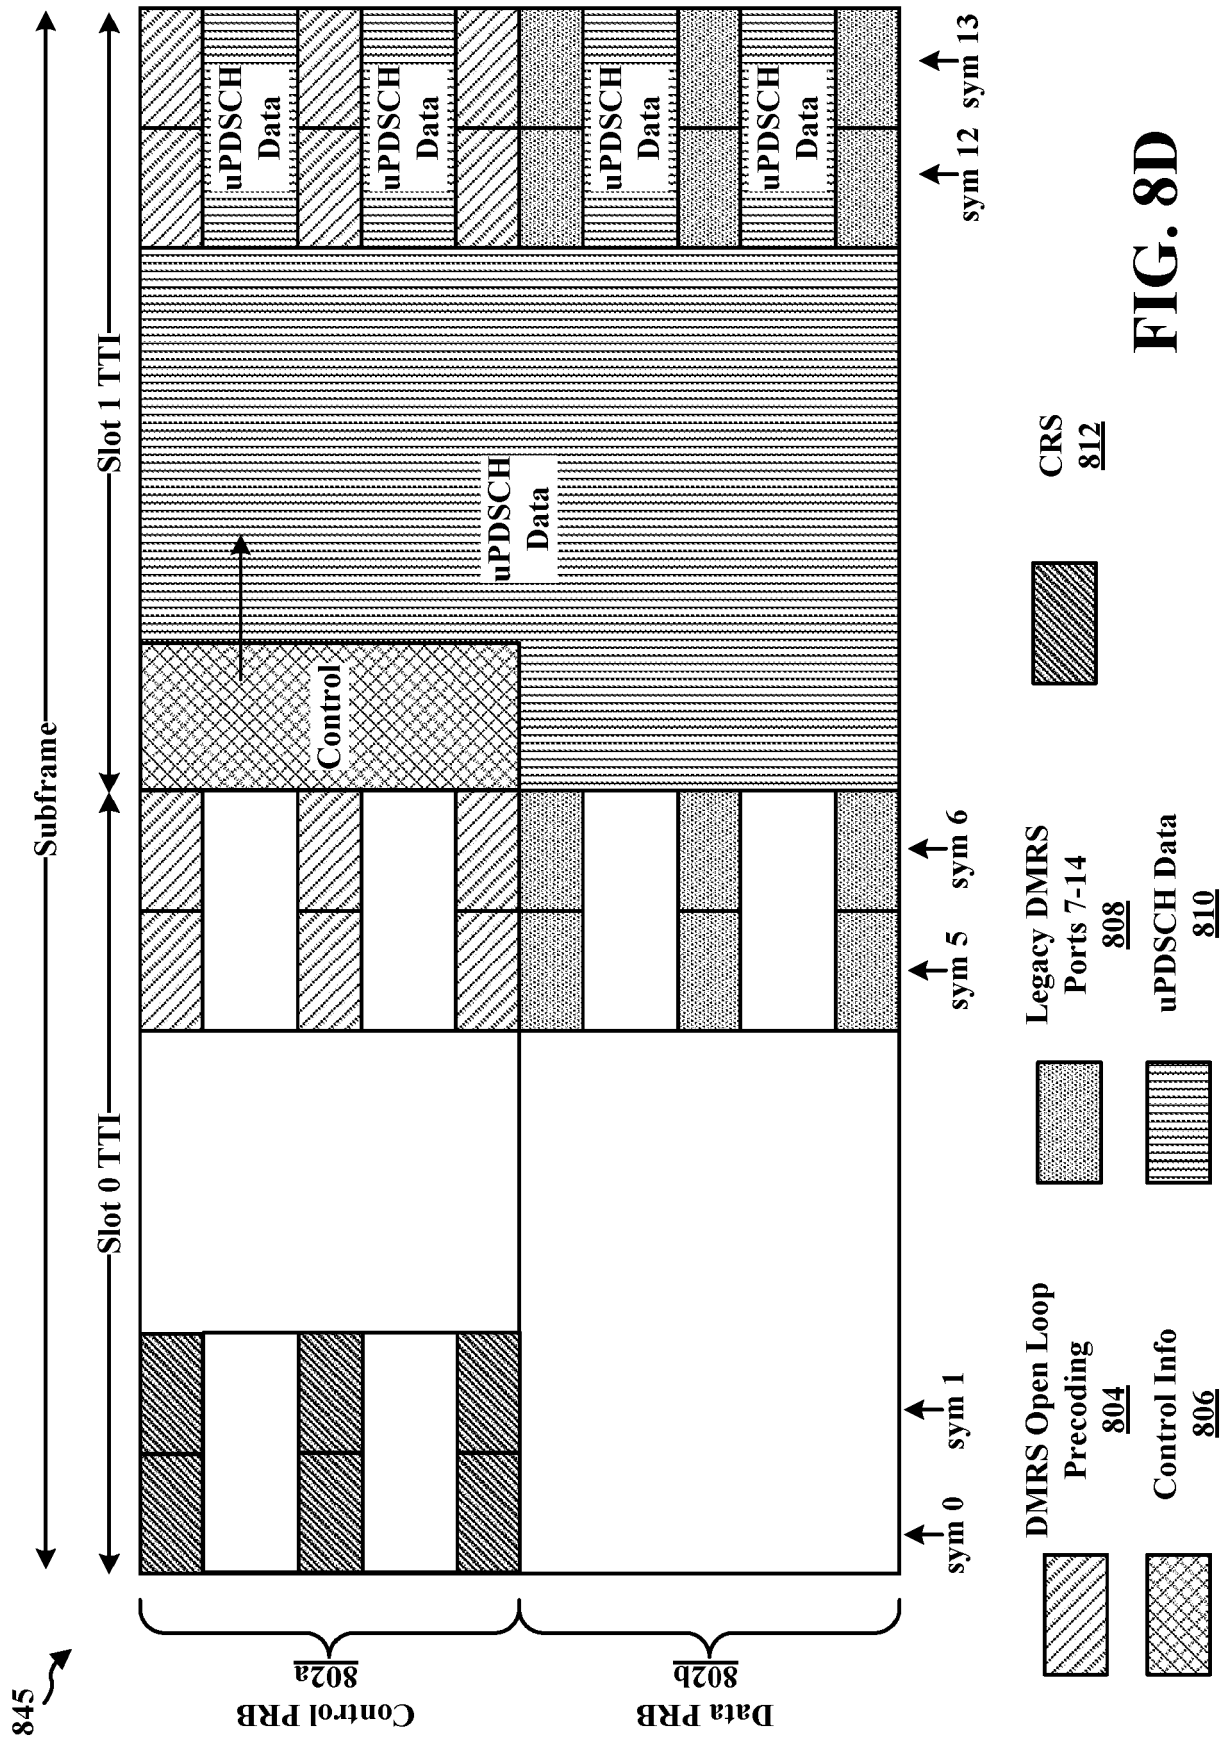 845
Subframe
Slot 0 TTI
Slot 1 TTI
Control PRB
802a
Data PRB
802b
Control
uPDSCH
Data
uPDSCH
Data
uPDSCH
Data
uPDSCH
Data
uPDSCH
Data
sym 0
sym 1
sym 5
sym 6
sym 12
sym 13
DMRS Open Loop
Precoding
804
Legacy DMRS
Ports 7-14
808
CRS
812
Control Info
806
uPDSCH Data
810
FIG. 8D